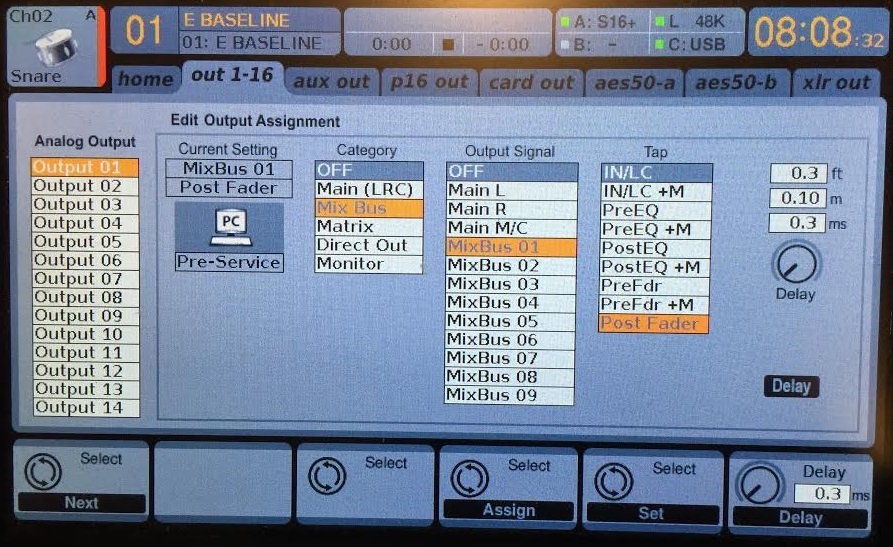 Ch02 A
Snare
01
E BASELINE
01: E BASELINE
0:00 - 0:00
A: S16+ L 48K
B: - C: USB
08:08:32
home out 1-16 aux out p16 out card out aes50-a aes50-b xlr out
Edit Output Assignment
Analog Output
Output 01
Output 02
Output 03
Output 04
Output 05
Output 06
Output 07
Output 08
Output 09
Output 10
Output 11
Output 12
Output 13
Output 14
Current Setting
MixBus 01
Post Fader
PC
Pre-Service
Category
OFF
Main (LRC)
Mix Bus
Matrix
Direct Out
Monitor
Output Signal
OFF
Main L
Main R
Main M/C
MixBus 01
MixBus 02
MixBus 03
MixBus 04
MixBus 05
MixBus 06
MixBus 07
MixBus 08
MixBus 09
Tap
IN/LC
IN/LC +M
PreEQ
PreEQ +M
PostEQ
PostEQ +M
PreFdr
PreFdr +M
Post Fader
0.3 ft
0.10 m
0.3 ms
Delay
Delay
Select
Next
Select
Select
Assign
Select
Set
Delay
0.3 ms
Delay